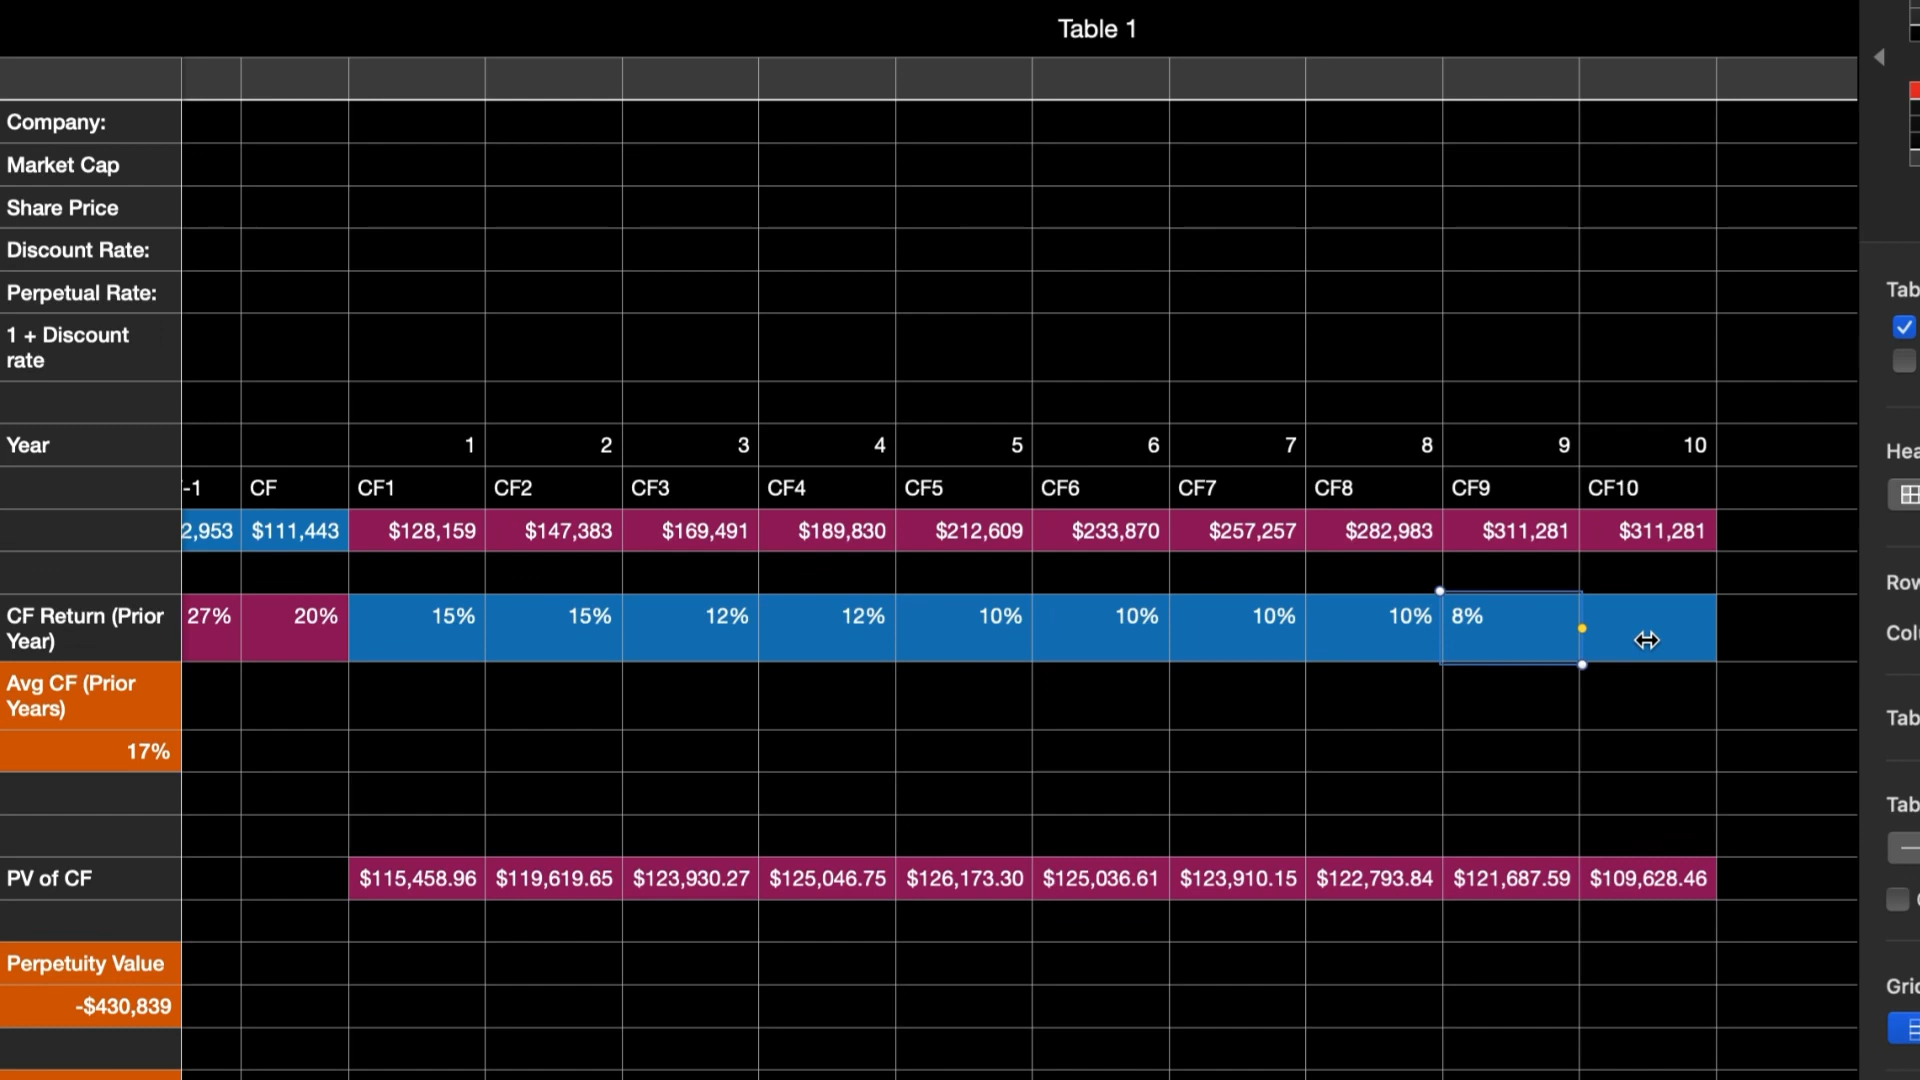 Table 1
Company:
Market Cap
Share Price
Discount Rate:
Perpetual Rate:
1 + Discount
rate
Year 1 2 3 4 5 6 7 8 9 10
-1 CF CF1 CF2 CF3 CF4 CF5 CF6 CF7 CF8 CF9 CF10
2,953 $111,443 $128,159 $147,383 $169,491 $189,830 $212,609 $233,870 $257,257 $282,983 $311,281 $311,281
CF Return (Prior
Year)
27% 20% 15% 15% 12% 12% 10% 10% 10% 10% 8%
Avg CF (Prior
Years)
17%
PV of CF $115,458.96 $119,619.65 $123,930.27 $125,046.75 $126,173.30 $125,036.61 $123,910.15 $122,793.84 $121,687.59 $109,628.46
Perpetuity Value
-$430,839
Tab
Hea
Row
Colu
Tab
Tab
Grid